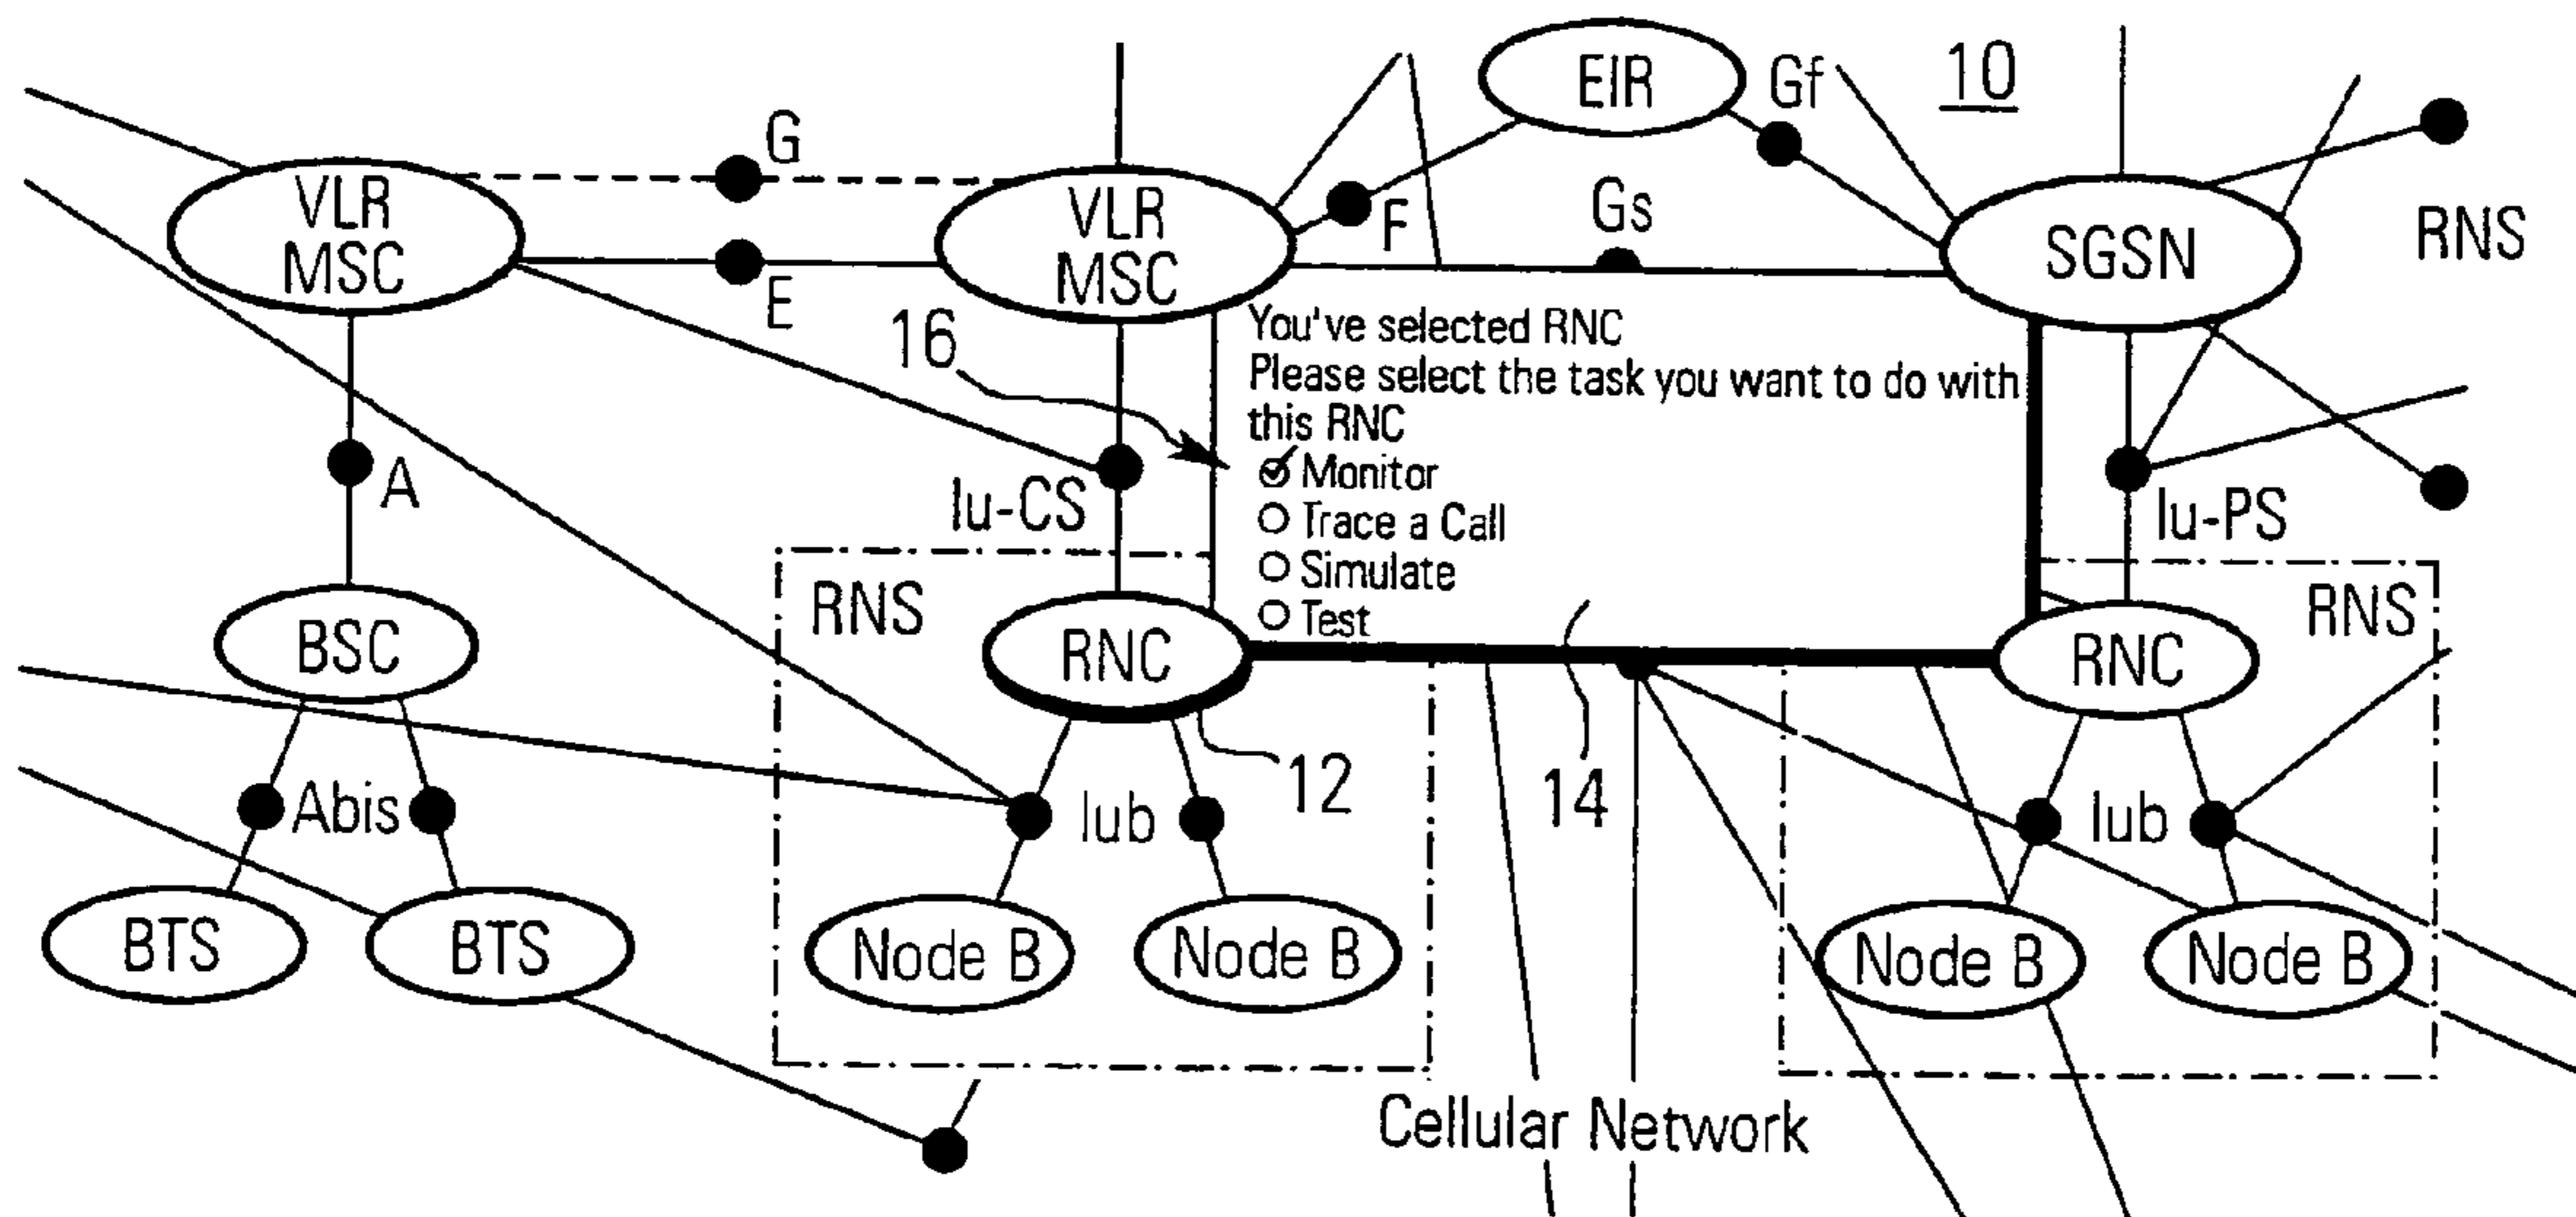 EIR
Gf
10
G
VLR
MSC
VLR
MSC
F
Gs
SGSN
RNS
E
16
You've selected RNC
Please select the task you want to do with
this RNC
Monitor
Trace a Call
Simulate
Test
A
Iu-CS
Iu-PS
BSC
RNS
RNC
RNC
RNS
Abis
Iub
12
14
Iub
BTS
BTS
Node B
Node B
Node B
Node B
Cellular Network